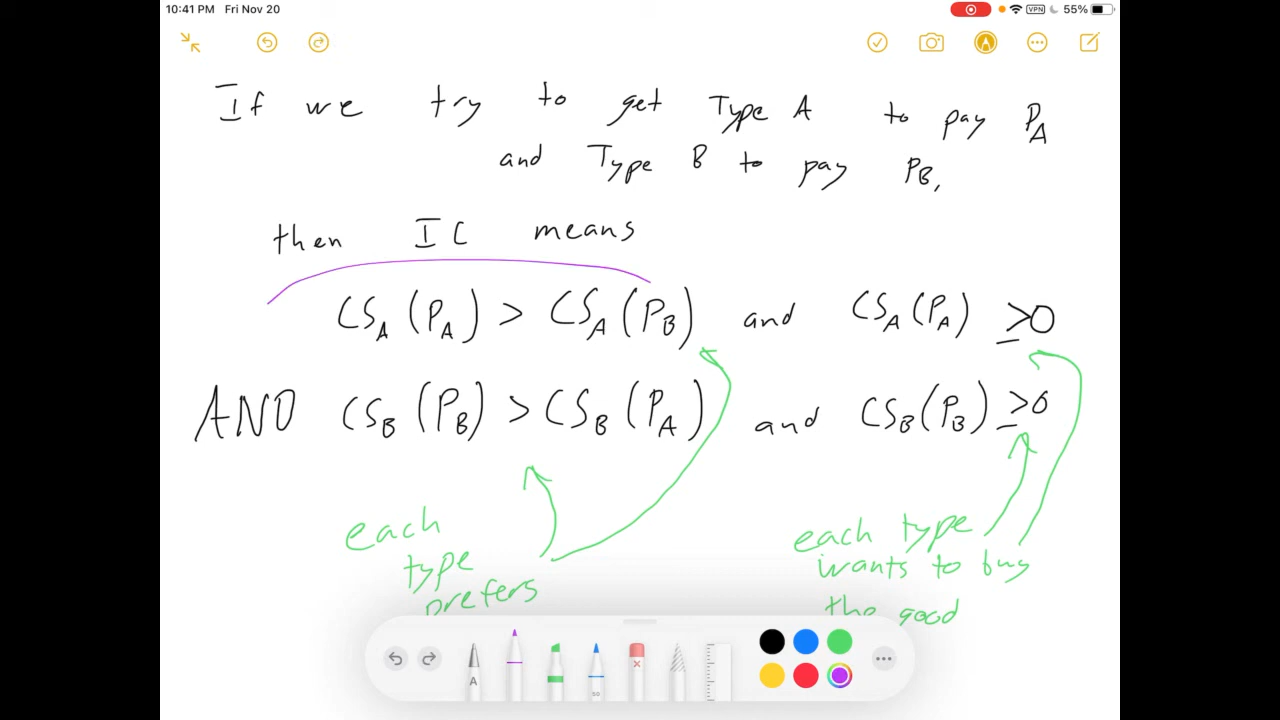 10:41 PM Fri Nov 20
VPN 55%
If we try to get Type A to pay P_A
and Type B to pay P_B,
then IC means
CS_A (P_A) > CS_A (P_B) and CS_A (P_A) ≥0
AND CS_B (P_B) > CS_B (P_A) and CS_B (P_B) ≥0
each
type
prefers
each type
wants to buy
the good
A